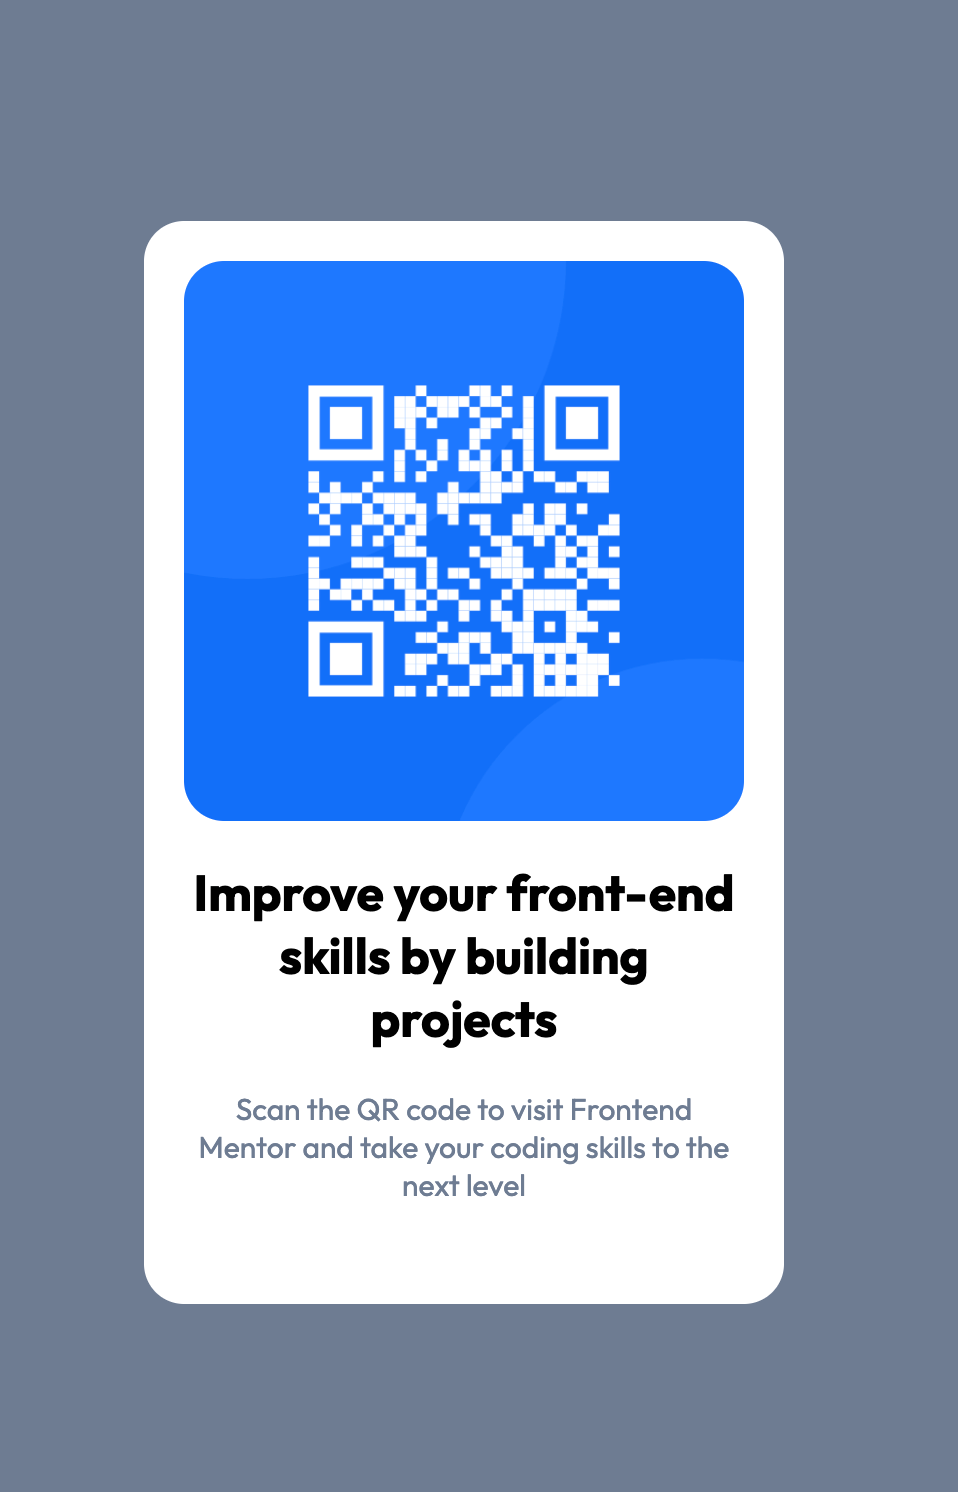 Improve your front-end
skills by building
projects
Scan the QR code to visit Frontend
Mentor and take your coding skills to the
next level